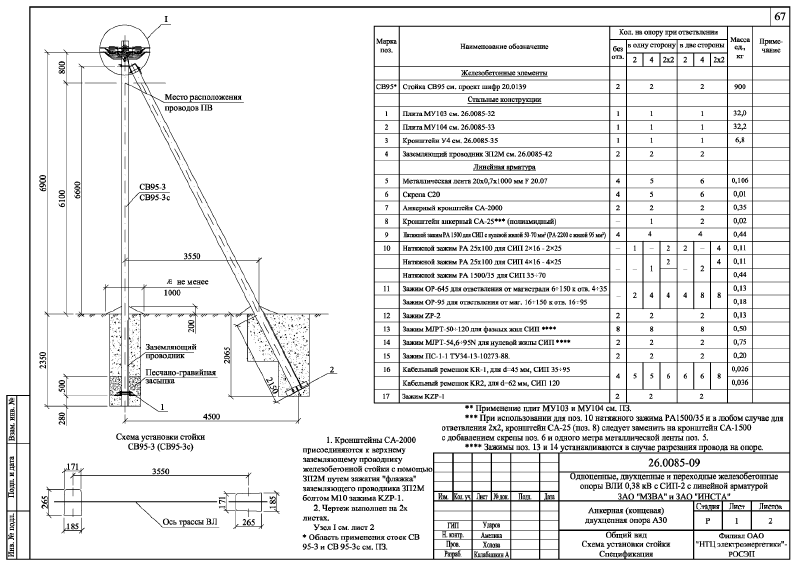 67
I
800
6900
6100
6600
Место расположения
проводов ПВ
СВ95-3
СВ95-3с
3550
не менее
1000
200
2350
500
280
Заземляющий
проводник
Песчано-гравийная
засыпка
2065
2150
1
2
4500
Схема установки стойки
СВ95-3 (СВ95-3с)
171
3550
265
185
Ось трассы ВЛ
171
185
265
Взам. инв. №
Подп. и дата
Инв. № подл.
Марка поз.
Наименование обозначение
Кол. на опору при ответвлении
без отв.
в одну сторону
в две стороны
2 4 2х2 2 4 2х2
Масса ед., кг
Приме-
чание
Железобетонные элементы
СВ95* Стойка СВ95 см. проект шифр 20.0139 2 2 2 900
Стальные конструкции
1 Плита МУ103 см. 26.0085-32 1 1 1 32,0
2 Плита МУ104 см. 26.0085-33 1 1 1 32,2
3 Кронштейн У4 см. 26.0085-35 1 1 1 6,8
4 Заземляющий проводник ЗП2М см. 26.0085-42 2 2 2
Линейная арматура
5 Металлическая лента 20х0,7х1000 мм F 20.07 4 5 6 0,106
6 Скрепа С20 4 5 6 0,01
7 Анкерный кронштейн СА-2000 2 2 2 0,35
8 Кронштейн анкерный СА-25*** (полиамидный) – 1 2 0,02
9 Натяжной зажим РА 1500 для СИП с нулевой жилой 50-70 мм² (РА-2200 с жилой 95 мм²) 4 4 4 0,44
10 Натяжной зажим РА 25х100 для СИП 2×16 - 2×25 – 1 – 2 2 – 4 0,11
Натяжной зажим РА 25х100 для СИП 4×16 - 4×25 – – 1 2 – 2 4 0,11
Натяжной зажим РА 1500/35 для СИП 35÷70 – – 0,44
11 Зажим ОР-645 для ответвления от магистрали 6÷150 к отв. 4÷35 – 2 4 4 4 8 8 0,13
Зажим ОР-95 для ответвления от маг. 16÷150 к отв. 16÷95 0,18
12 Зажим ZP-2 2 2 2 0,13
13 Зажим МJPT-50÷120 для фазных жил СИП **** 8 8 8 0,50
14 Зажим МJPT-54,6÷95N для нулевой жилы СИП **** 2 2 2 0,75
15 Зажим ПС-1-1 ТУ34-13-10273-88. 2 2 2 0,20
16 Кабельный ремешок KR-1, для d=45 мм, СИП 35÷95 4 5 5 6 6 6 8 0,026
Кабельный ремешок KR2, для d=62 мм, СИП 120 0,036
17 Зажим KZP-1 2 2 2
** Применение плит МУ103 и МУ104 см. ПЗ.
*** При использовании для поз. 10 натяжного зажима РА1500/35 и в любом случае для
ответвления 2х2, кронштейн СА-25 (поз. 8) следует заменить на кронштейн СА-1500
с добавлением скрепы поз. 6 и одного метра металлической ленты поз. 5.
**** Зажимы поз. 13 и 14 устанавливаются в случае разрезания провода на опоре.
1. Кронштейны СА-2000
присоединяются к верхнему
заземляющему проводнику
железобетонной стойки с помощью
ЗП2М путем зажатия "флажка"
заземляющего проводника ЗП2М
болтом М10 зажима KZP-1.
2. Чертеж выполнен на 2х
листах.
Узел I см. лист 2
* Область применения стоек СВ
95-3 и СВ 95-3с см. ПЗ.
26.0085-09
Одноцепные, двухцепные и переходные железобетонные
опоры ВЛИ 0,38 кВ с СИП-2 с линейной арматурой
ЗАО "МЗВА" и ЗАО "ИНСТА"
Изм. Кол. уч. Лист № док. Подп. Дата
ГИП Ударов
Н. контр. Амелина
Пров. Холова
Разраб. Калабашкин А
Анкерная (концевая)
двухцепная опора А30
Стадия Лист Листов
Р 1 2
Общий вид
Схема установки стойки
Спецификация
Филиал ОАО
"НТЦ электроэнергетики"-
РОСЭП